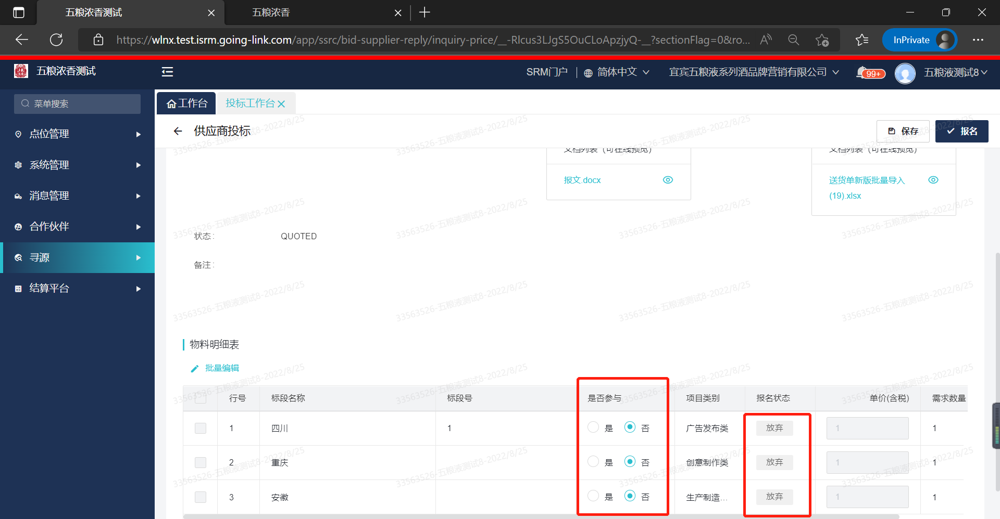 五粮浓香测试
五粮浓香
https://wlnx.test.isrm.going-link.com/app/ssrc/bid-supplier-reply/inquiry-price/__-Rlcus3LJgS5OuCLoApzjyQ-__?sectionFlag=0&ro...
InPrivate
五粮浓香测试
SRM门户
简体中文
宜宾五粮液系列酒品牌营销有限公司
99+
五粮液测试8
菜单搜索
点位管理
系统管理
消息管理
合作伙伴
寻源
结算平台
工作台
投标工作台
供应商投标
保存
报名
文档列表（可在线预览）
文档列表（可在线预览）
报文.docx
送货单新版批量导入
(19).xlsx
状态 :
QUOTED
备注 :
物料明细表
批量编辑
行号 标段名称 标段号 是否参与 项目类别 报名状态 单价(含税) 需求数量
1 四川 1 是 否 广告发布类 放弃 1 1
2 重庆 是 否 创意制作类 放弃 1 1
3 安徽 是 否 生产制造... 放弃 1 1
33563526-五粮液测试8-2022/8/25